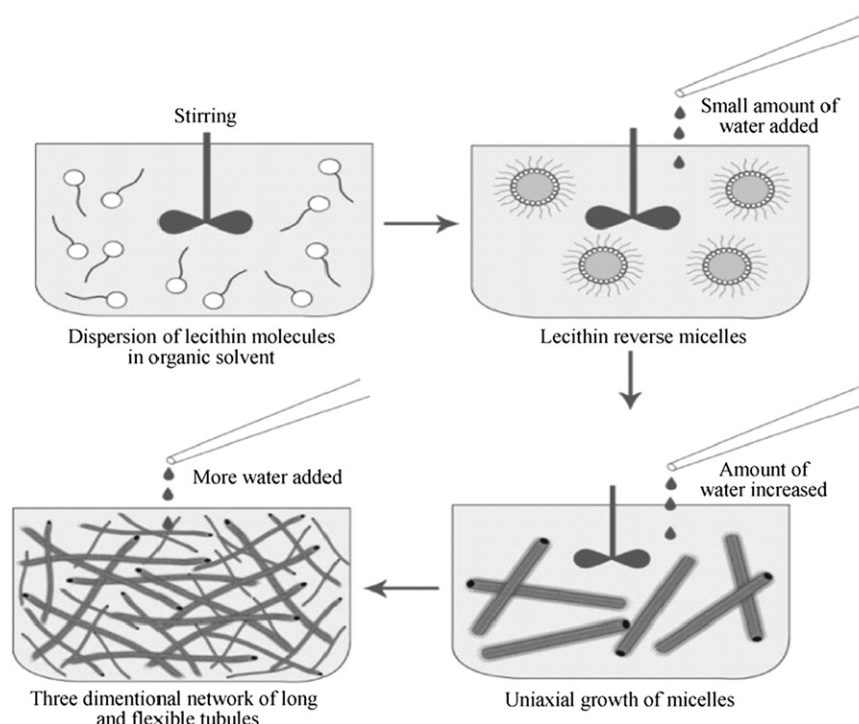 Stirring
Dispersion of lecithin molecules
in organic solvent
Small amount of
water added
Lecithin reverse micelles
Amount of
water increased
Uniaxial growth of micelles
More water added
Three dimentional network of long
and flexible tubules